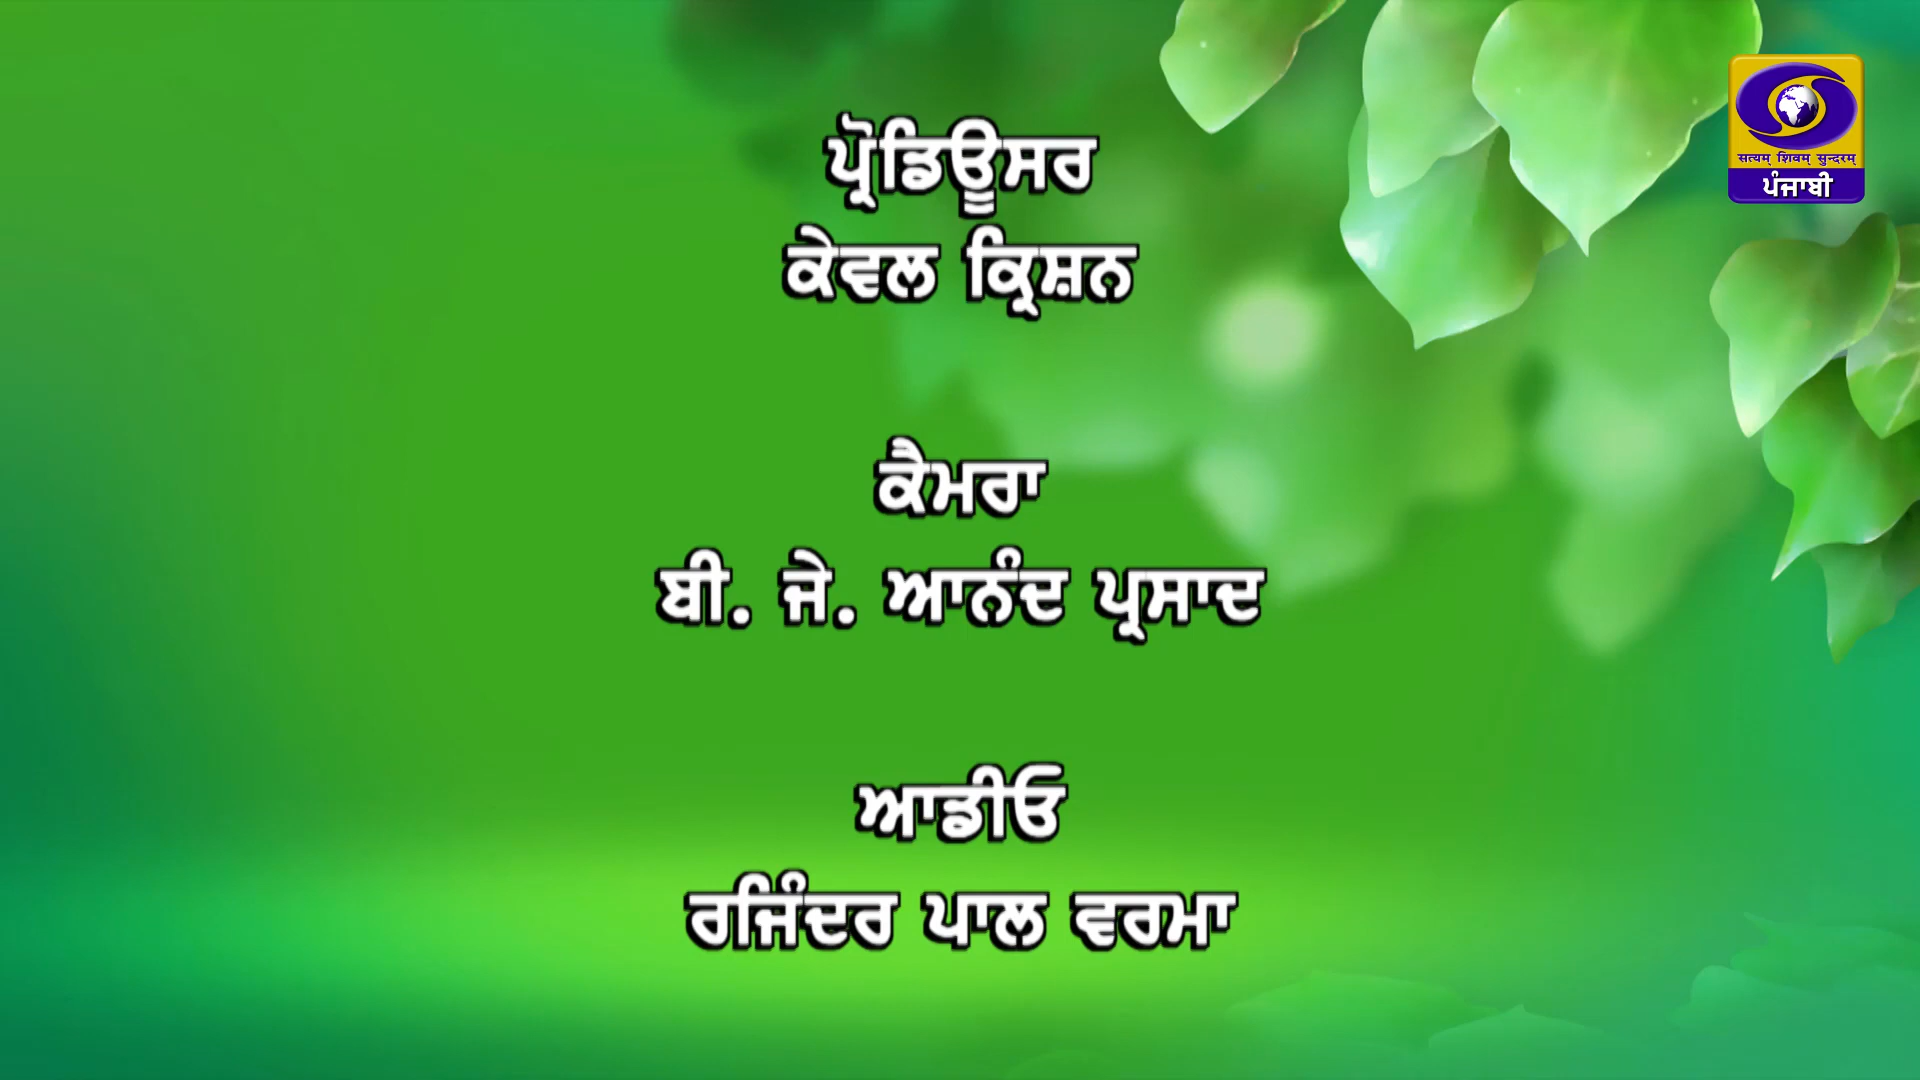 ਪ੍ਰੋਡਿਊਸਰ
ਕੇਵਲ ਕ੍ਰਿਸ਼ਨ
ਕੈਮਰਾ
ਬੀ. ਜੇ. ਆਨੰਦ ਪ੍ਰਸਾਦ
ਆਡੀਓ
ਰਜਿੰਦਰ ਪਾਲ ਵਰਮਾ
सत्यम् शिवम् सुन्दरम्
ਪੰਜਾਬੀ